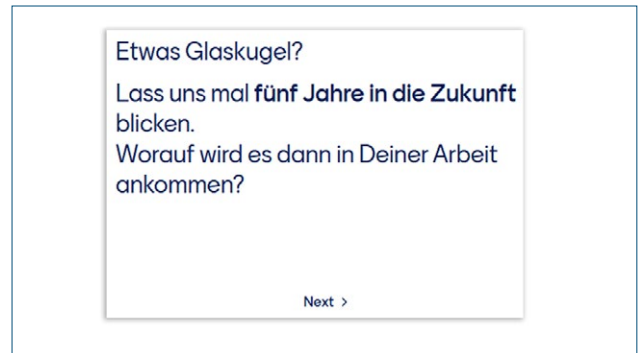 Etwas Glaskugel?
Lass uns mal fünf Jahre in die Zukunft
blicken.
Worauf wird es dann in Deiner Arbeit
ankommen?
Next >